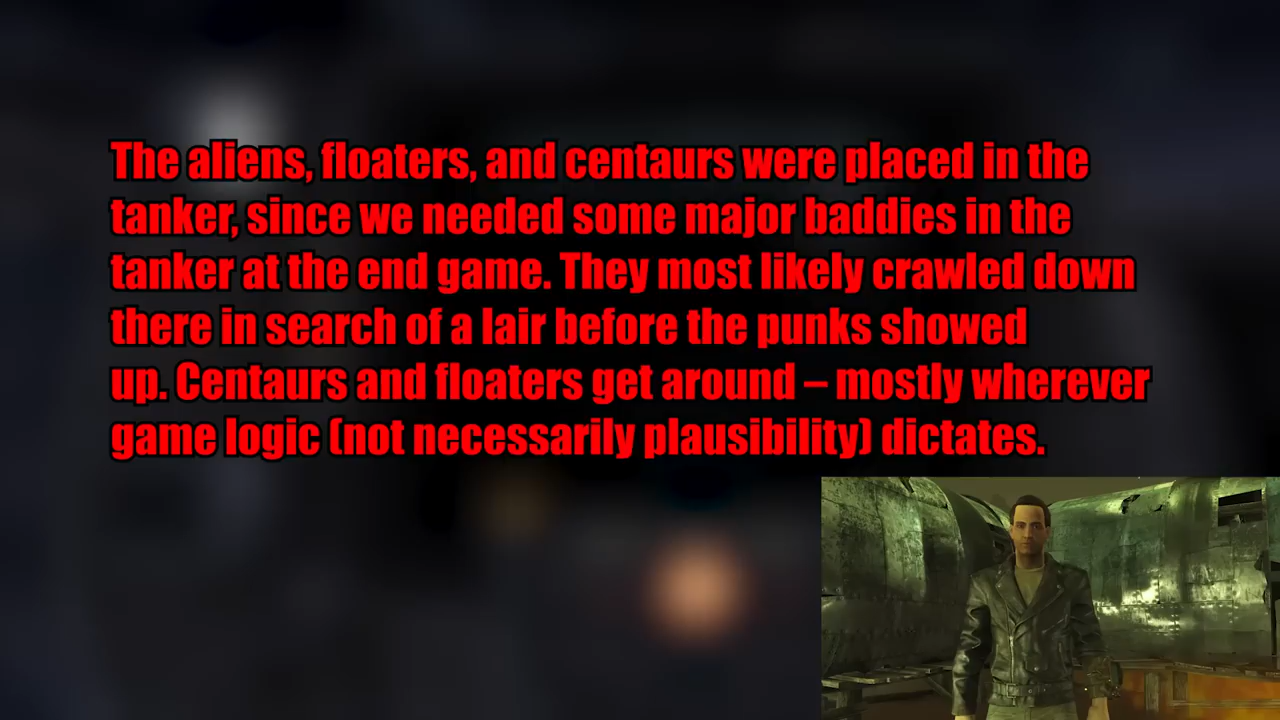 The aliens, floaters, and centaurs were placed in the
tanker, since we needed some major baddies in the
tanker at the end game. They most likely crawled down
there in search of a lair before the punks showed
up. Centaurs and floaters get around – mostly wherever
game logic (not necessarily plausibility) dictates.